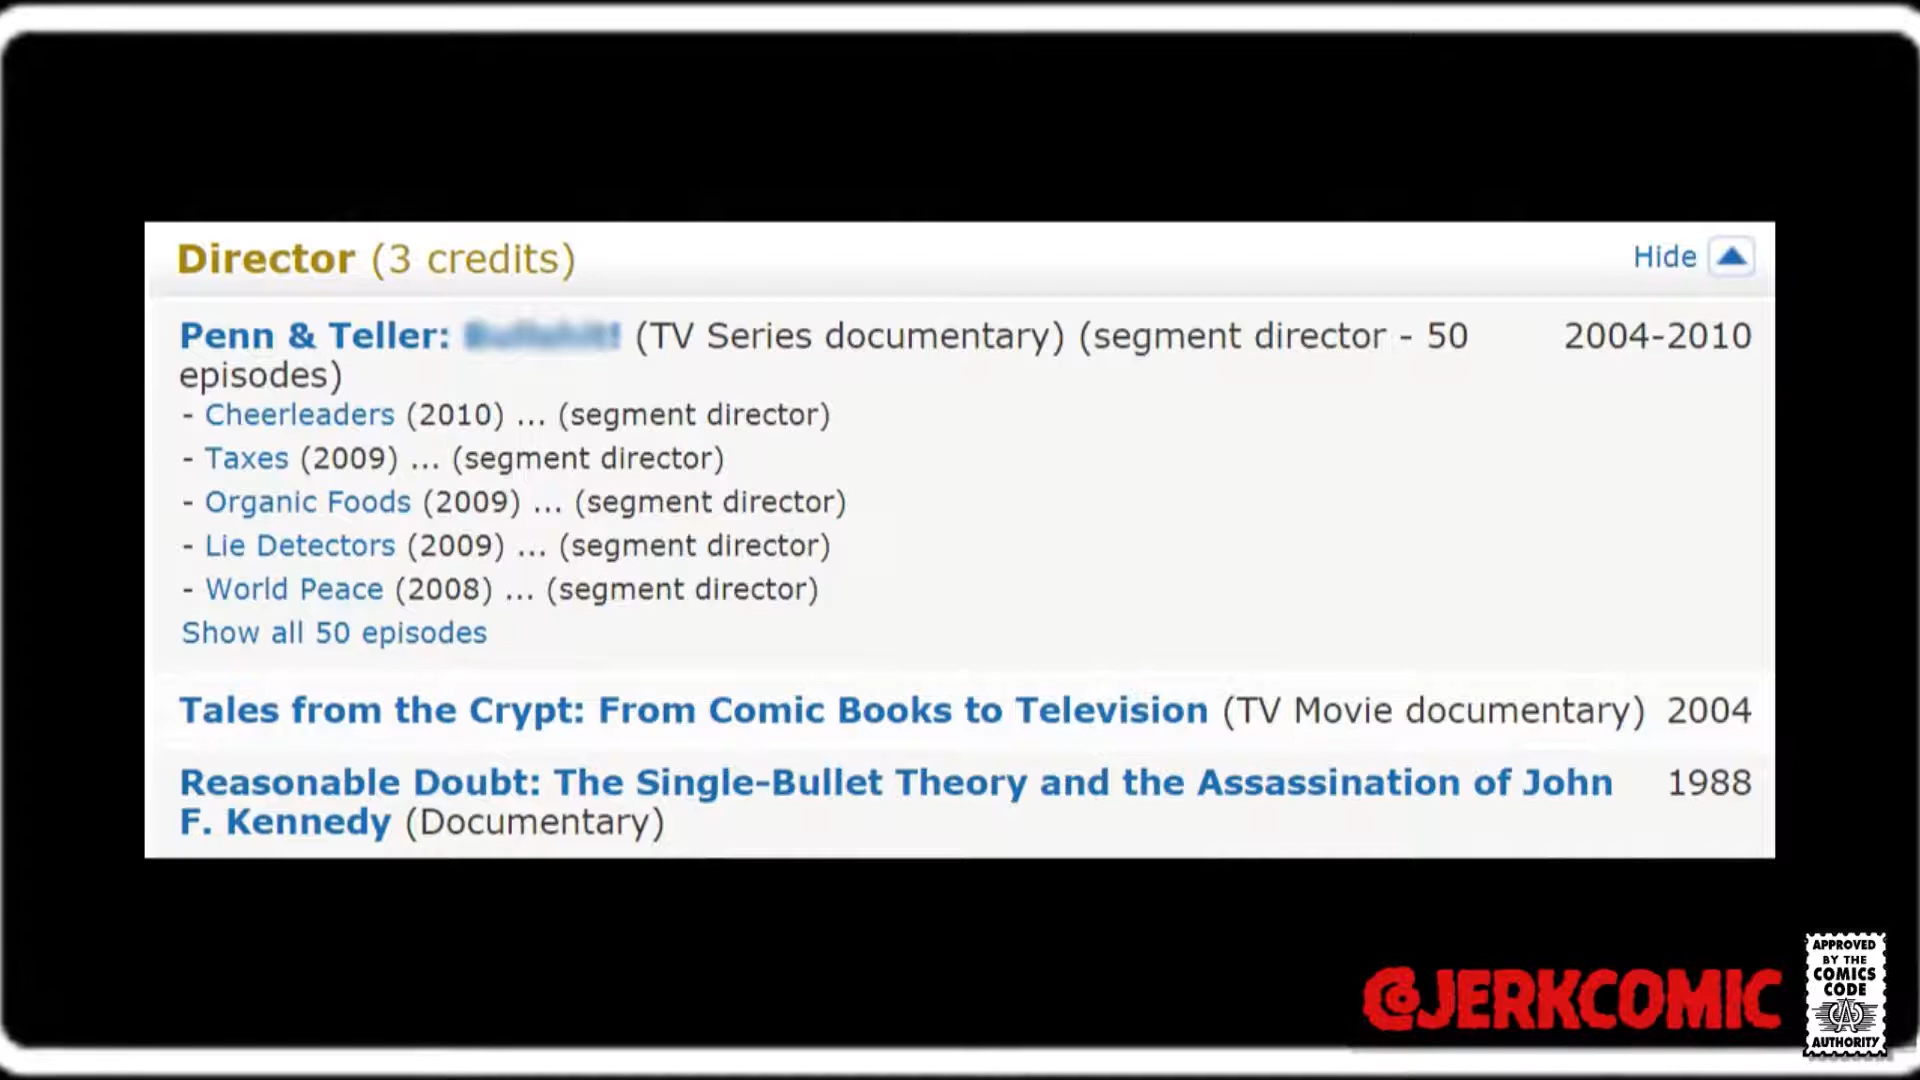 Director (3 credits)
Hide
Penn & Teller: (TV Series documentary) (segment director - 50 episodes) 2004-2010
- Cheerleaders (2010) ... (segment director)
- Taxes (2009) ... (segment director)
- Organic Foods (2009) ... (segment director)
- Lie Detectors (2009) ... (segment director)
- World Peace (2008) ... (segment director)
Show all 50 episodes
Tales from the Crypt: From Comic Books to Television (TV Movie documentary) 2004
Reasonable Doubt: The Single-Bullet Theory and the Assassination of John 1988
F. Kennedy (Documentary)
@JERKCOMIC
APPROVED
BY THE
COMICS
CODE
CA
AUTHORITY